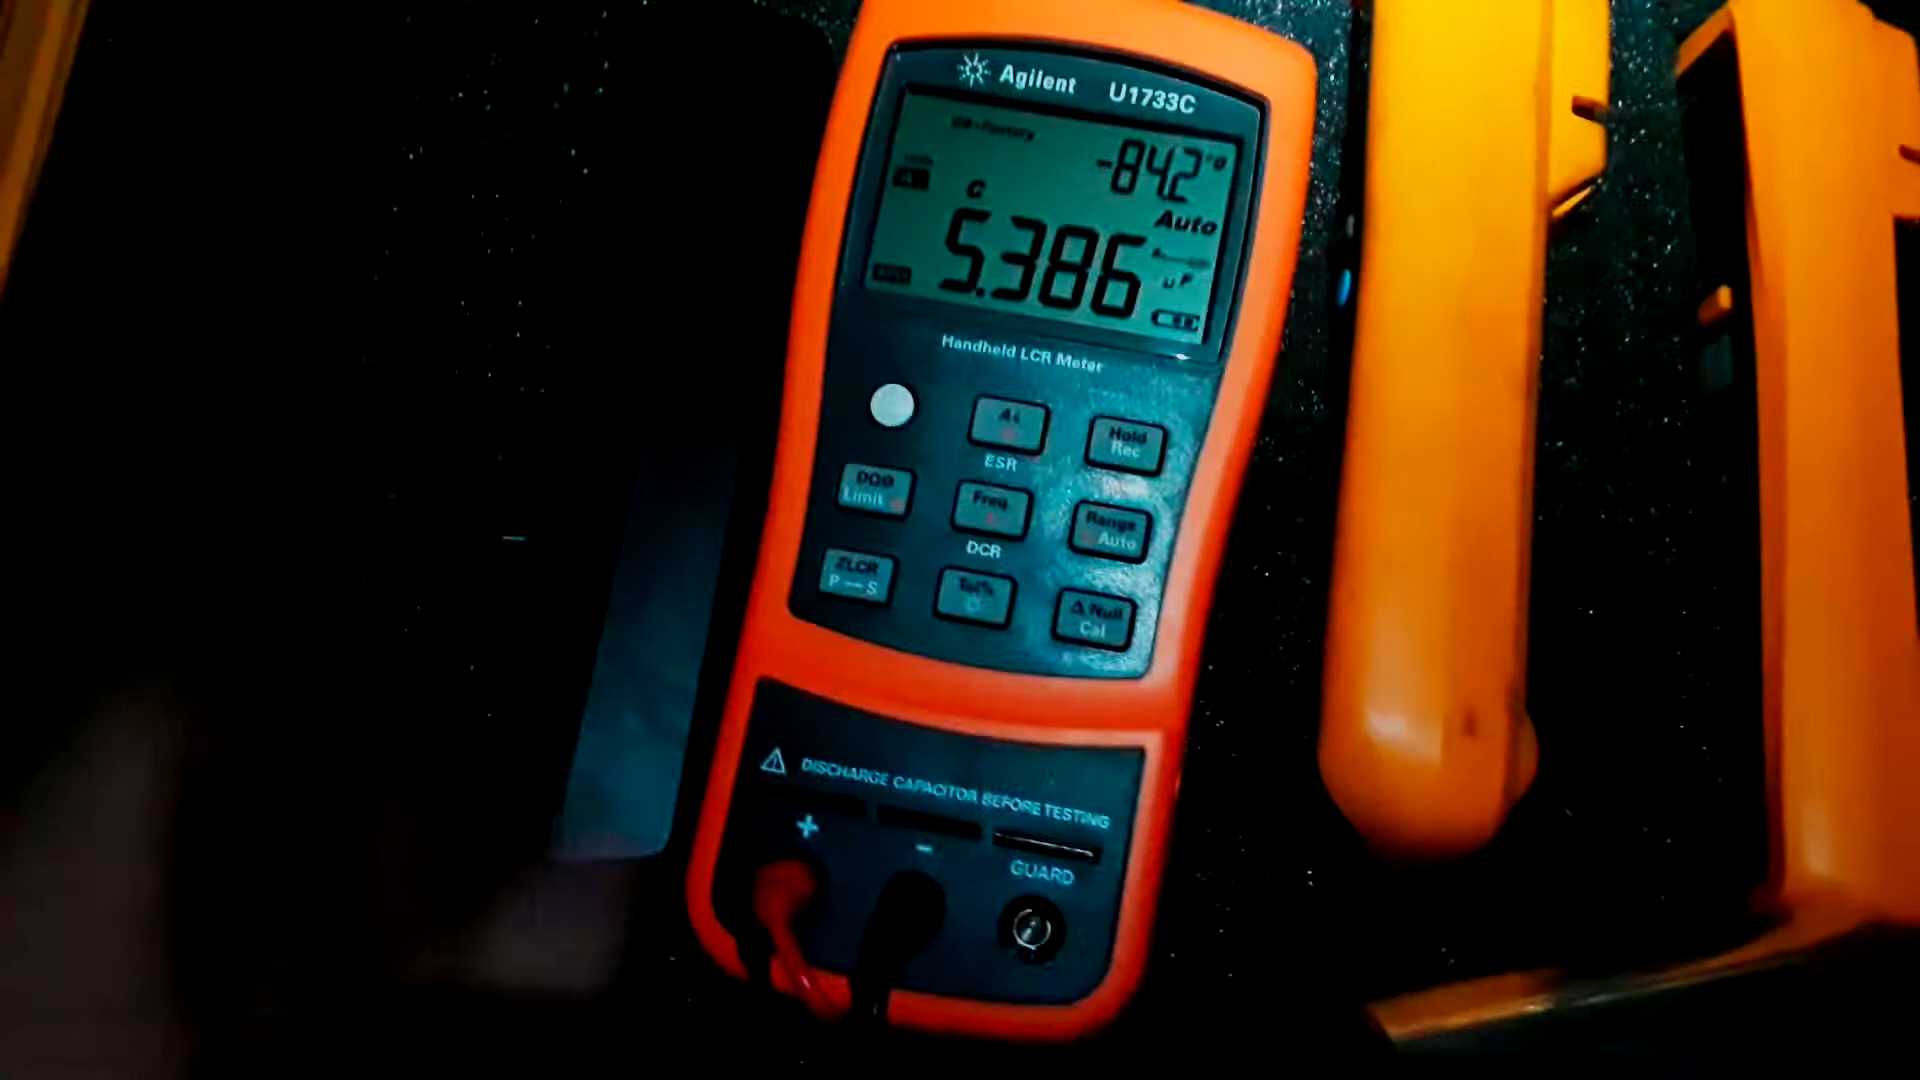 Agilent U1733C
-84.2
C
Auto
5.386
Handheld LCR Meter
Hold
Rec
ESR
Limit
Freq
Range
Auto
DCR
ZLCR
P — S
Tol%
Δ Null
Cal
DISCHARGE CAPACITOR BEFORE TESTING
+
-
GUARD